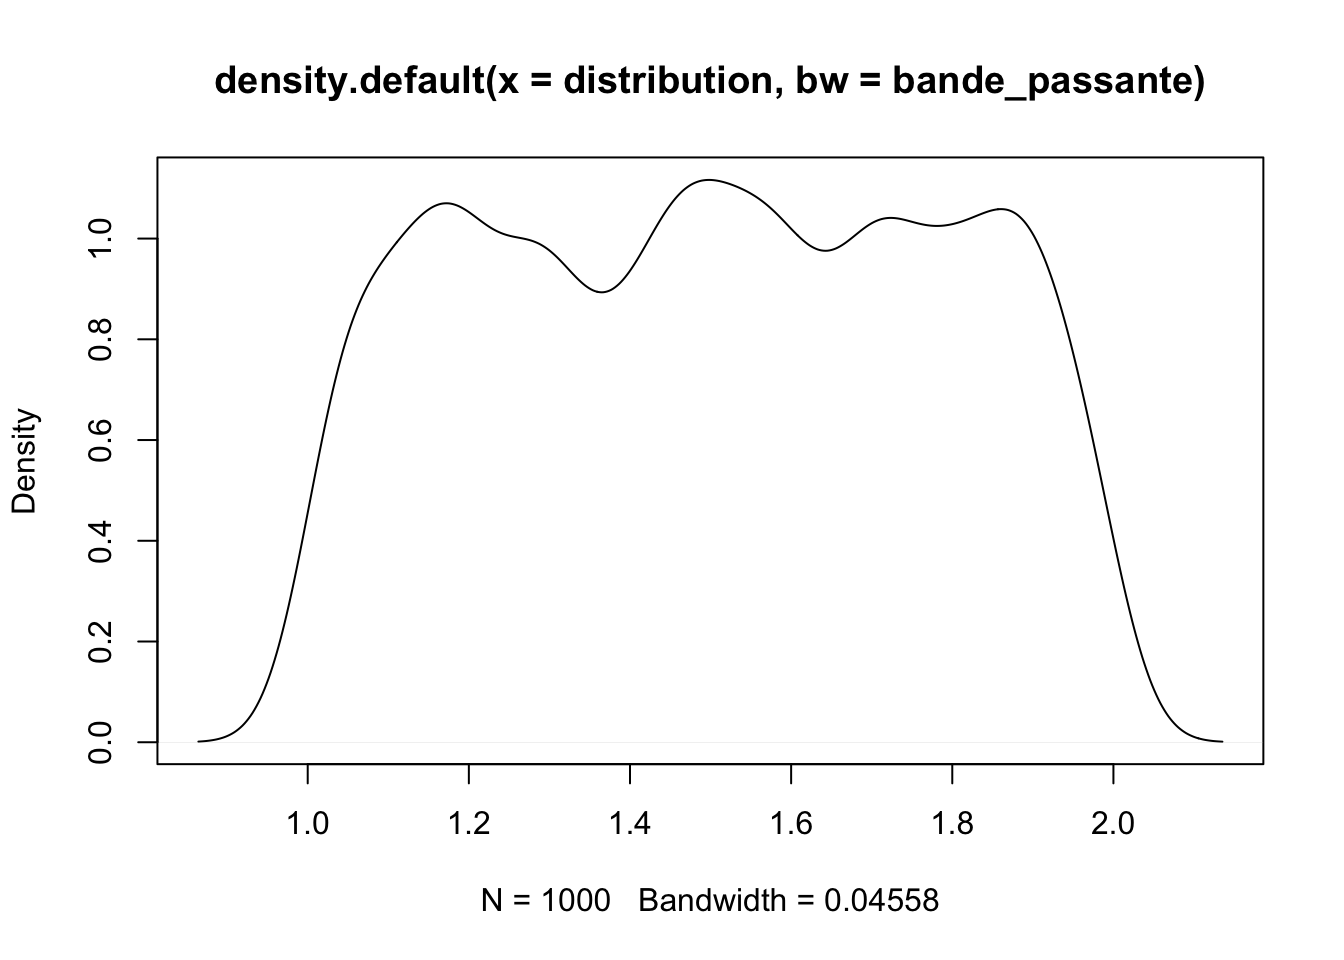 density.default(x = distribution, bw = bande_passante)
Density
0.0 0.2 0.4 0.6 0.8 1.0
1.0 1.2 1.4 1.6 1.8 2.0
N = 1000 Bandwidth = 0.04558